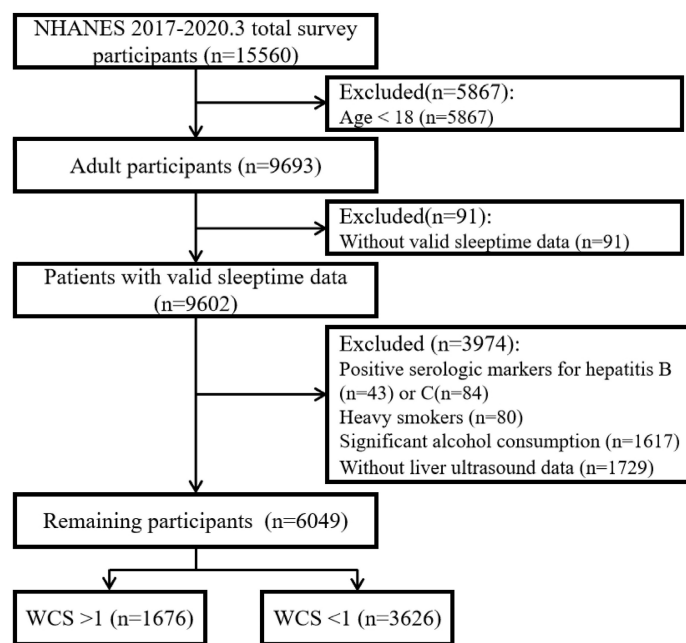 NHANES 2017-2020.3 total survey
participants (n=15560)
Excluded(n=5867):
Age < 18 (n=5867)
Adult participants (n=9693)
Excluded(n=91):
Without valid sleeptime data (n=91)
Patients with valid sleeptime data
(n=9602)
Excluded (n=3974):
Positive serologic markers for hepatitis B
(n=43) or C(n=84)
Heavy smokers (n=80)
Significant alcohol consumption (n=1617)
Without liver ultrasound data (n=1729)
Remaining participants (n=6049)
WCS >1 (n=1676)
WCS <1 (n=3626)